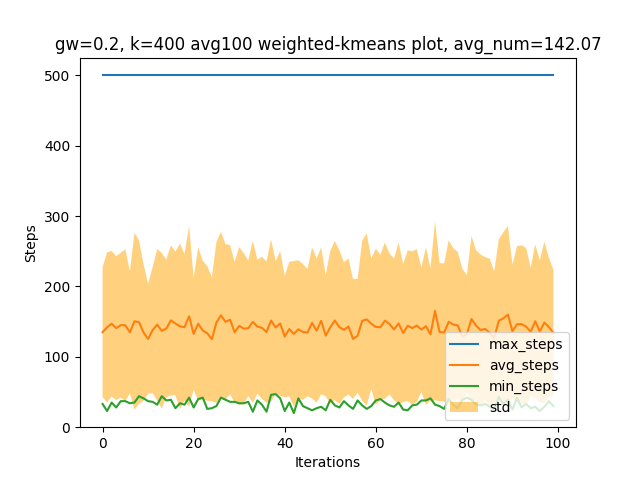 gw=0.2, k=400 avg100 weighted-kmeans plot, avg_num=142.07
500
400
300
200
100
0
Steps
max_steps
avg_steps
min_steps
std
0
20
40
60
80
100
Iterations